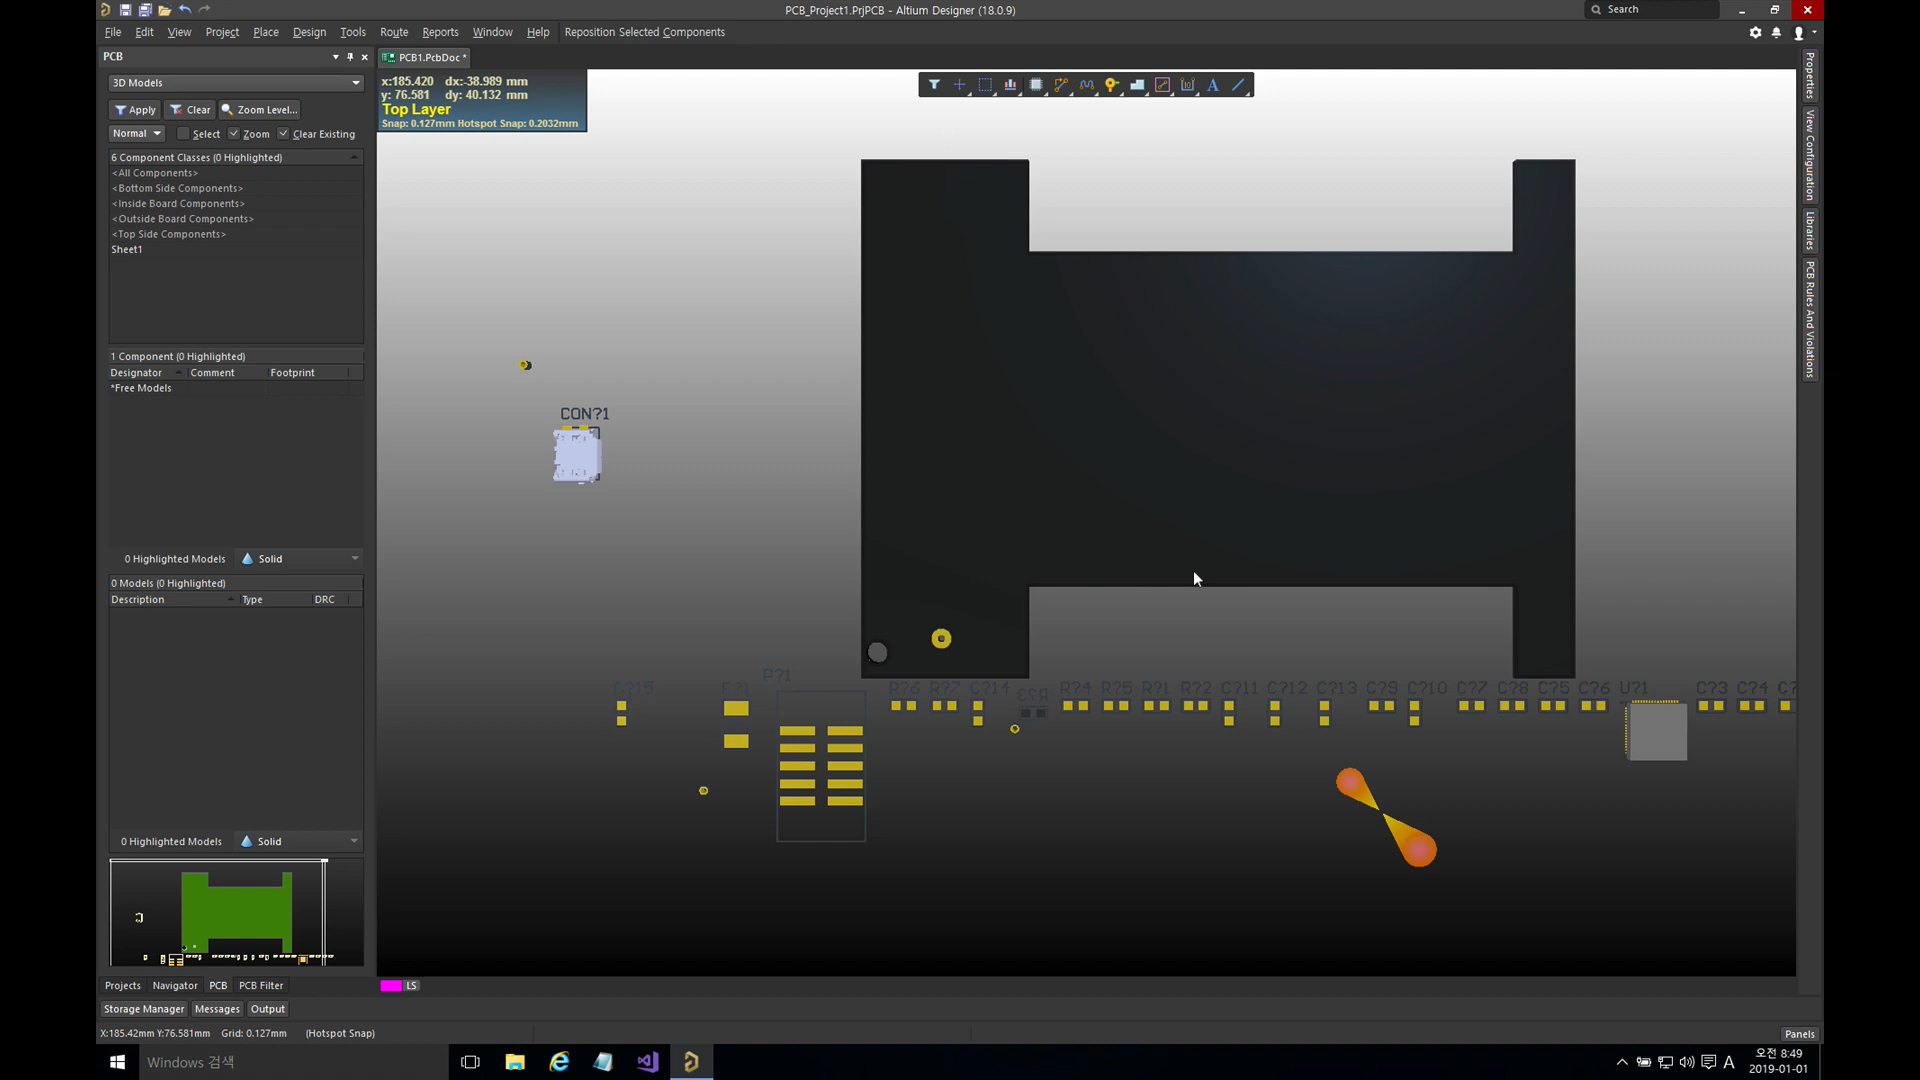 PCB_Project1.PrjPCB - Altium Designer (18.0.9)
Search
File Edit View Project Place Design Tools Route Reports Window Help Reposition Selected Components
PCB
PCB1.PcbDoc *
3D Models
Apply Clear Zoom Level...
Normal Select Zoom Clear Existing
6 Component Classes (0 Highlighted)
<All Components>
<Bottom Side Components>
<Inside Board Components>
<Outside Board Components>
<Top Side Components>
Sheet1
1 Component (0 Highlighted)
Designator Comment Footprint
*Free Models
0 Highlighted Models Solid
0 Models (0 Highlighted)
Description Type DRC
0 Highlighted Models Solid
x:185.420 dx:-38.989 mm
y: 76.581 dy: 40.132 mm
Top Layer
Snap: 0.127mm Hotspot Snap: 0.2032mm
CON?1
P?1
C?15 F?1 R?6 R?7 C?14 R?3 R?4 R?5 R?1 R?2 C?11 C?12 C?13 C?9 C?10 C?7 C?8 C?5 C?6 U?1 C?3 C?4
Properties
View Configuration
Libraries
PCB Rules And Violations
Projects Navigator PCB PCB Filter
LS
Storage Manager Messages Output
X:185.42mm Y:76.581mm Grid: 0.127mm (Hotspot Snap)
Panels
Windows 검색
A
오전 8:49
2019-01-01